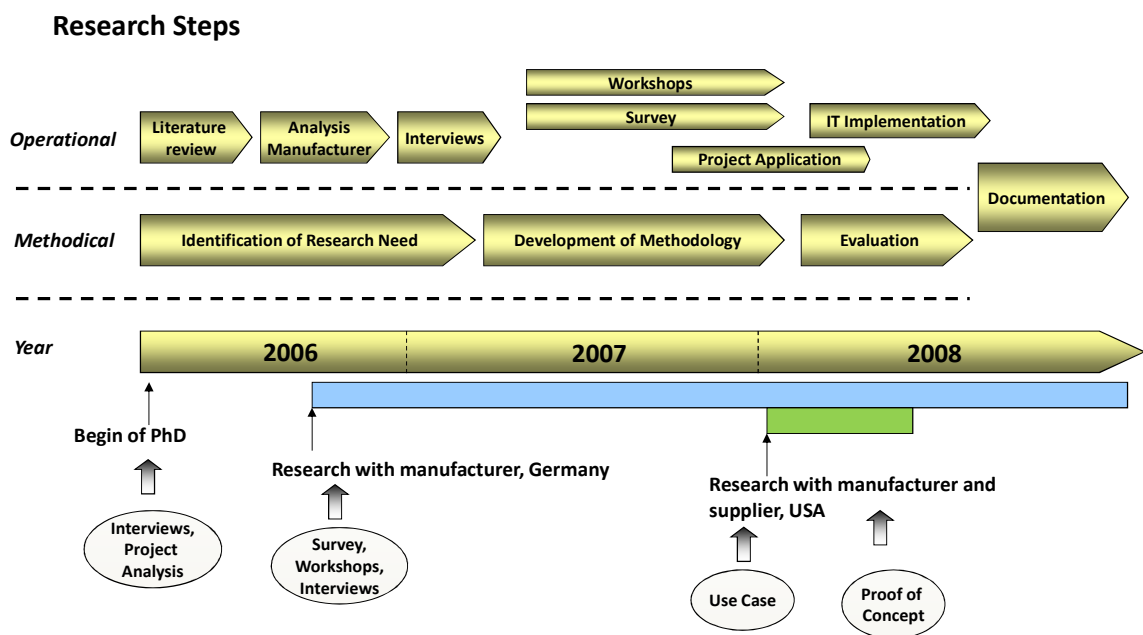 Research Steps
Operational
Literature
review
Analysis
Manufacturer
Interviews
Workshops
Survey
Project Application
IT Implementation
Documentation
Methodical
Identification of Research Need
Development of Methodology
Evaluation
Year
2006
2007
2008
Begin of PhD
Research with manufacturer, Germany
Research with manufacturer and
supplier, USA
Interviews,
Project
Analysis
Survey,
Workshops,
Interviews
Use Case
Proof of
Concept